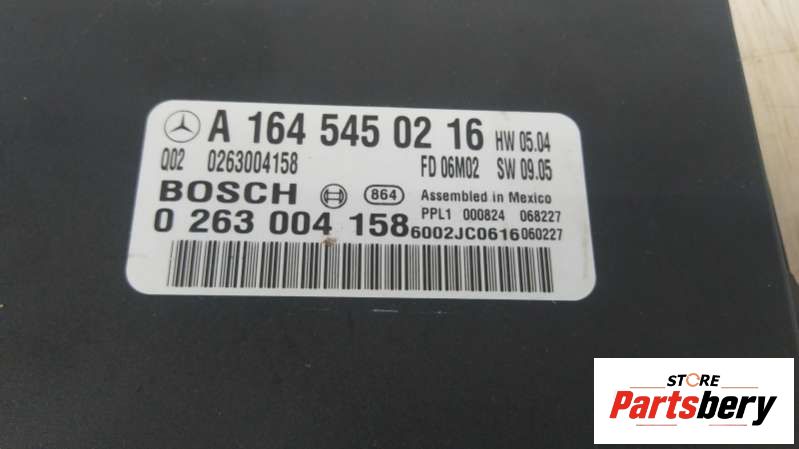 A 164 545 02 16 HW 05.04
Q02 0263004158 FD 06M02 SW 09.05
BOSCH 864 Assembled in Mexico
PPL1 000824 068227
0 263 004 158 6002JC0616 060227
STORE
Partsbery